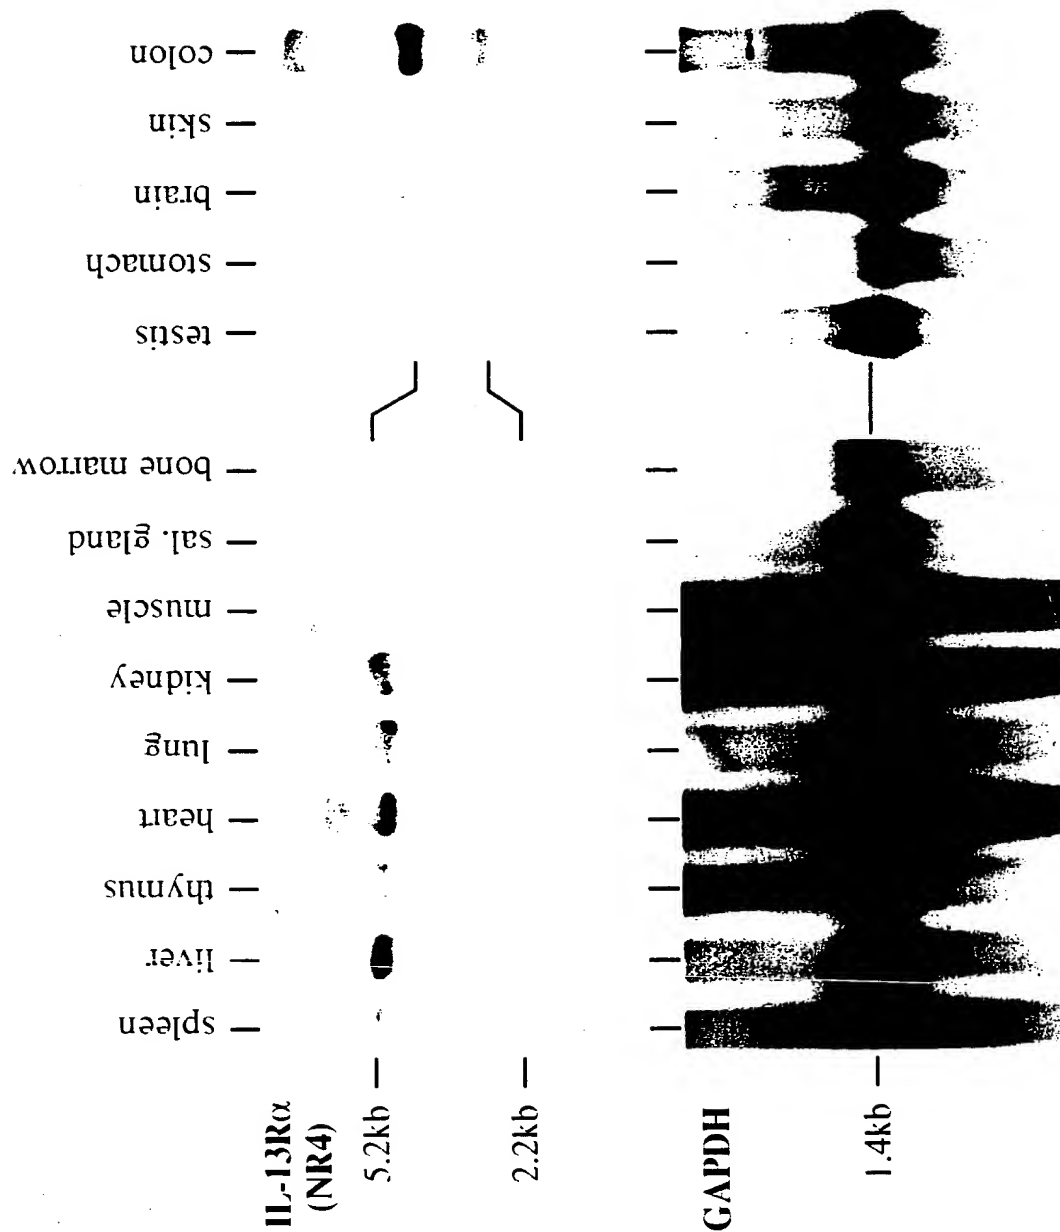 spleen
liver
thymus
heart
lung
kidney
muscle
sal. gland
bone marrow
testis
stomach
brain
skin
colon
IL-13Rα
(NR4)
5.2kb
2.2kb
GAPDH
1.4kb